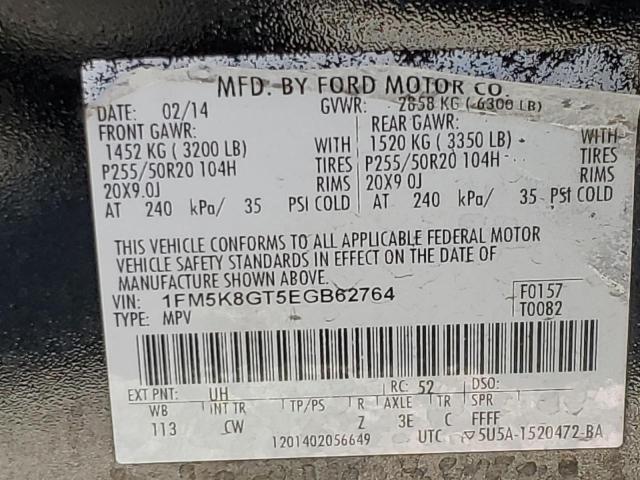 MFD. BY FORD MOTOR CO.
DATE: 02/14 GVWR: 2858 KG ( 6300 LB)
FRONT GAWR: REAR GAWR:
1452 KG ( 3200 LB) WITH 1520 KG ( 3350 LB) WITH
P255/50R20 104H TIRES P255/50R20 104H TIRES
20X9.0J RIMS 20X9.0J RIMS
AT 240 kPa/ 35 PSI COLD AT 240 kPa/ 35 PSI COLD
THIS VEHICLE CONFORMS TO ALL APPLICABLE FEDERAL MOTOR
VEHICLE SAFETY STANDARDS IN EFFECT ON THE DATE OF
MANUFACTURE SHOWN ABOVE.
VIN: 1FM5K8GT5EGB62764 F0157
TYPE: MPV T0082
EXT PNT: UH RC: 52 DSO:
WB INT TR TP/PS R AXLE TR SPR
113 CW Z 3E C FFFF
1201402056649 UTC ▽5U5A-1520472-BA